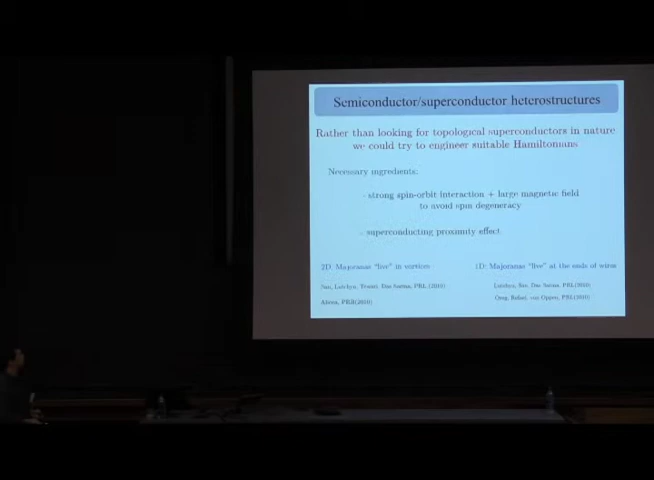 Semiconductor/superconductor heterostructures
Rather than looking for topological superconductors in nature
we could try to engineer suitable Hamiltonians
Necessary ingredients:
- strong spin-orbit interaction + large magnetic field
to avoid spin degeneracy
- superconducting proximity effect
2D: Majoranas "live" in vortices
1D: Majoranas "live" at the ends of wires
Sau, Lutchyn, Tewari, Das Sarma, PRL (2010)
Lutchyn, Sau, Das Sarma, PRL(2010)
Alicea, PRB(2010)
Oreg, Refael, von Oppen, PRL(2010)